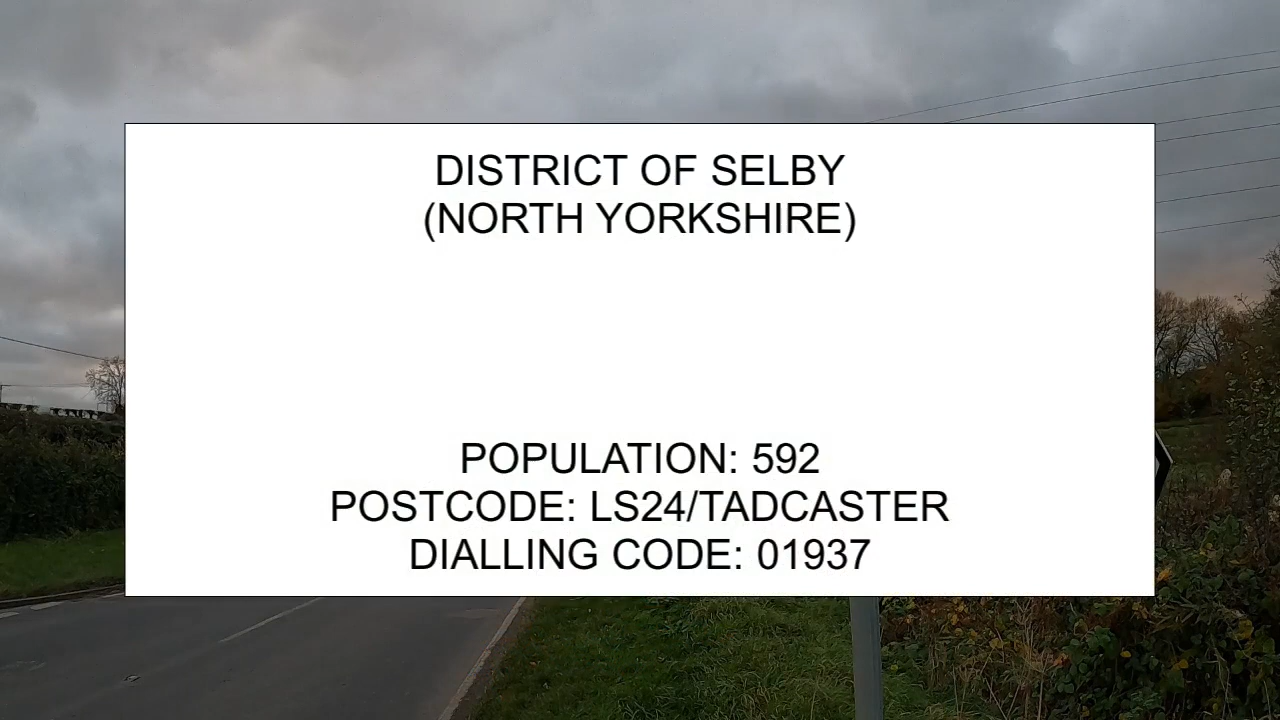 DISTRICT OF SELBY
(NORTH YORKSHIRE)
POPULATION: 592
POSTCODE: LS24/TADCASTER
DIALLING CODE: 01937